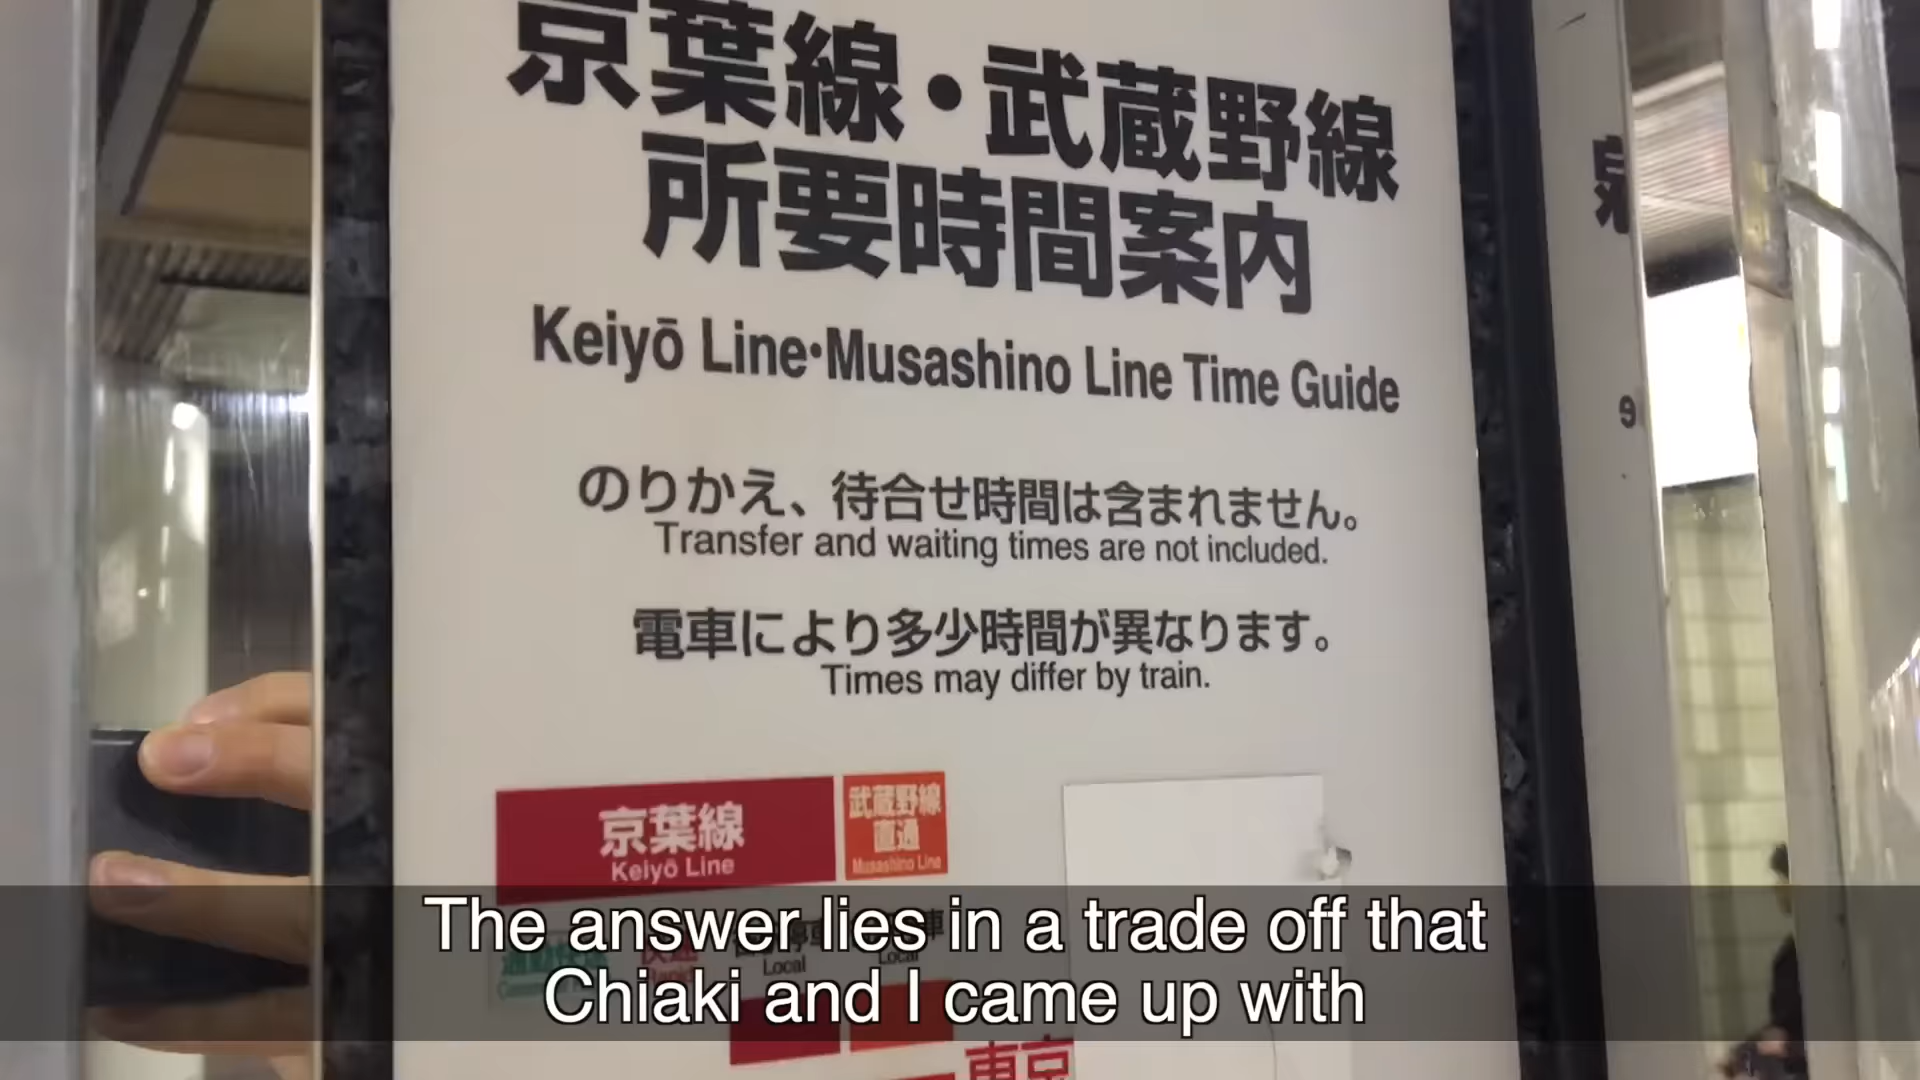 京葉線・武蔵野線
所要時間案内
Keiyō Line・Musashino Line Time Guide
のりかえ、待合せ時間は含まれません。
Transfer and waiting times are not included.
電車により多少時間が異なります。
Times may differ by train.
京葉線
Keiyō Line
武蔵野線
直通
Musashino Line
Local
Local
The answer lies in a trade off that
Chiaki and I came up with
東京